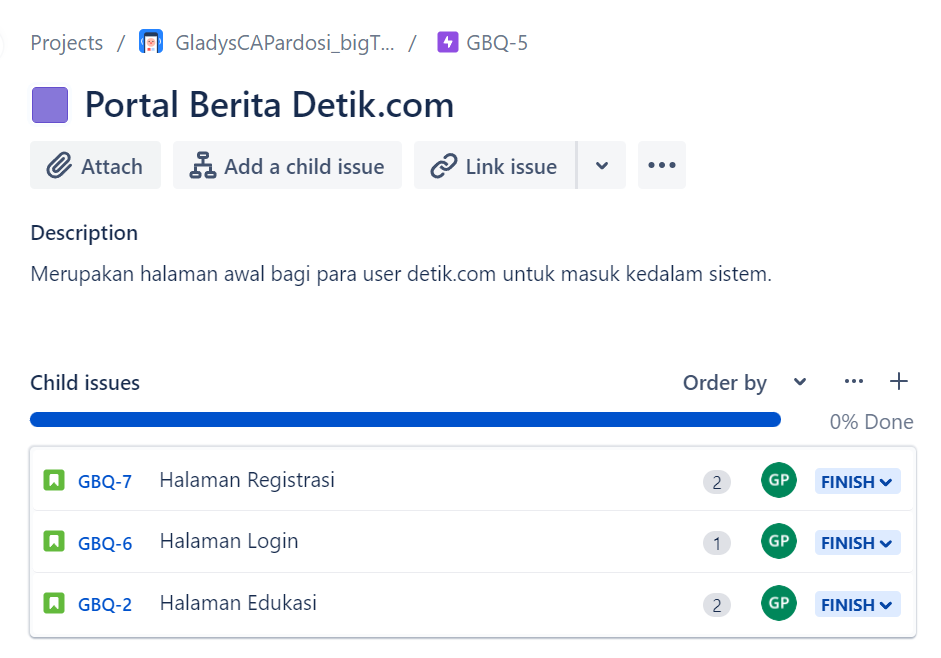 Projects / GladysCAPardosi_bigT... / GBQ-5
Portal Berita Detik.com
Attach Add a child issue Link issue
Description
Merupakan halaman awal bagi para user detik.com untuk masuk kedalam sistem.
Child issues Order by
0% Done
GBQ-7 Halaman Registrasi 2 GP FINISH
GBQ-6 Halaman Login 1 GP FINISH
GBQ-2 Halaman Edukasi 2 GP FINISH